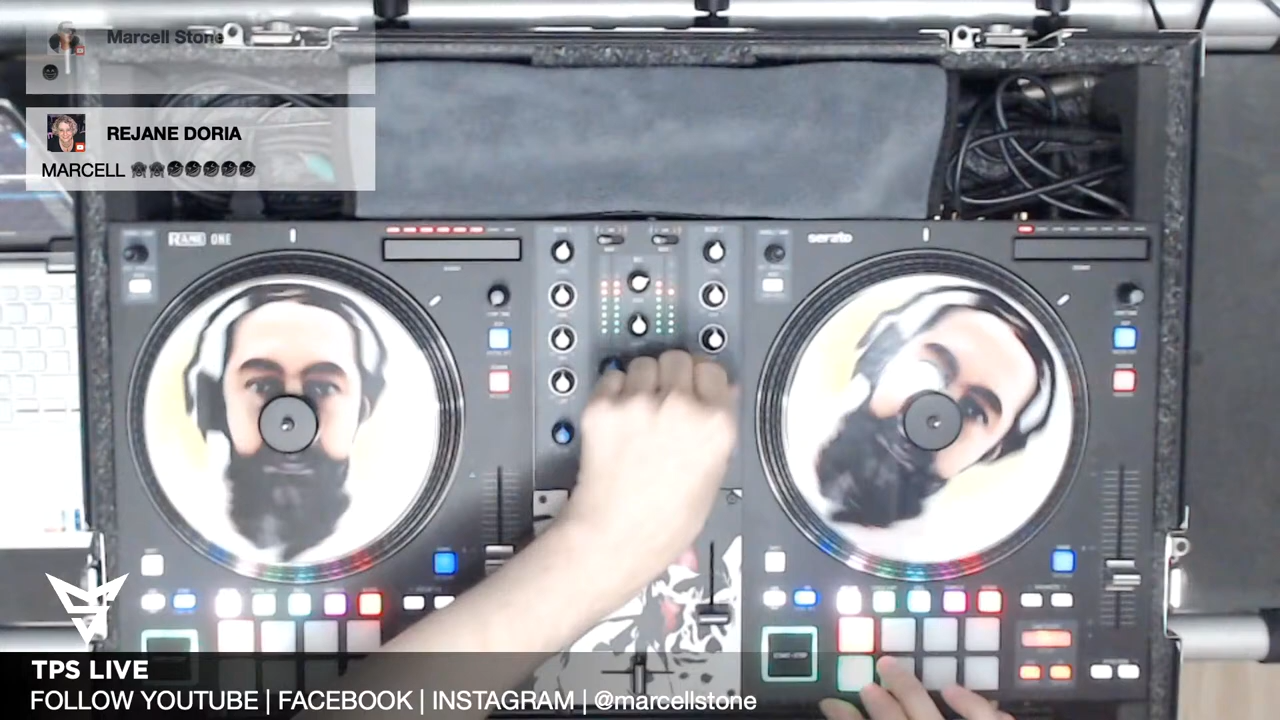 Marcell Stone
REJANE DORIA
MARCELL
RANE ONE
serato
TPS LIVE
FOLLOW YOUTUBE | FACEBOOK | INSTAGRAM | @marcellstone